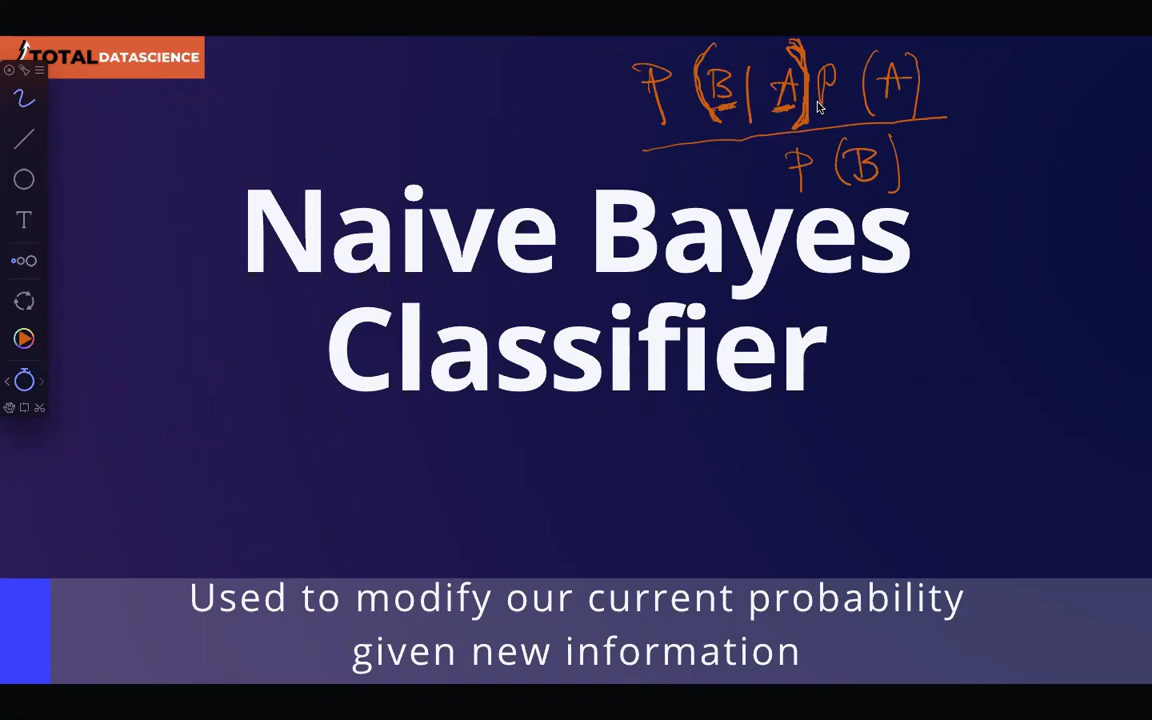 TOTALDATASCIENCE
P (B | A) P (A)
P (B)
T
Naive Bayes
Classifier
Used to modify our current probability
given new information